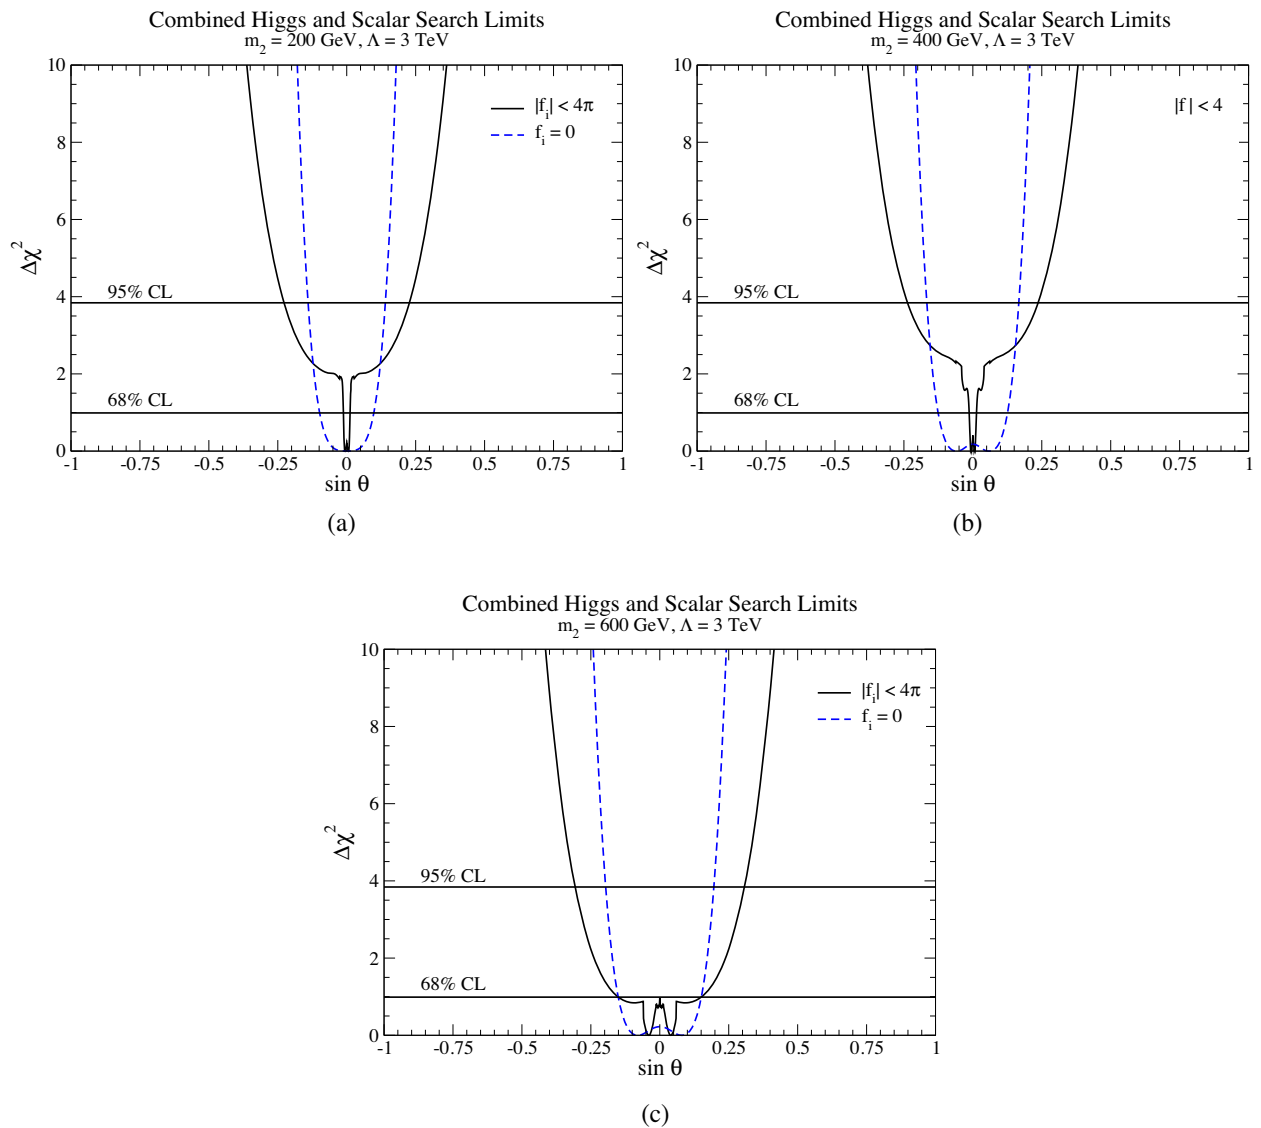 Combined Higgs and Scalar Search Limits
m₂ = 200 GeV, Λ = 3 TeV
10
8
6
4
2
0
Δχ²
|fᵢ| < 4π
fᵢ = 0
95% CL
68% CL
-1 -0.75 -0.5 -0.25 0 0.25 0.5 0.75 1
sin θ
(a)
Combined Higgs and Scalar Search Limits
m₂ = 400 GeV, Λ = 3 TeV
10
8
6
4
2
0
Δχ²
|f | < 4
95% CL
68% CL
-1 -0.75 -0.5 -0.25 0 0.25 0.5 0.75 1
sin θ
(b)
Combined Higgs and Scalar Search Limits
m₂ = 600 GeV, Λ = 3 TeV
10
8
6
4
2
0
Δχ²
|fᵢ| < 4π
fᵢ = 0
95% CL
68% CL
-1 -0.75 -0.5 -0.25 0 0.25 0.5 0.75 1
sin θ
(c)